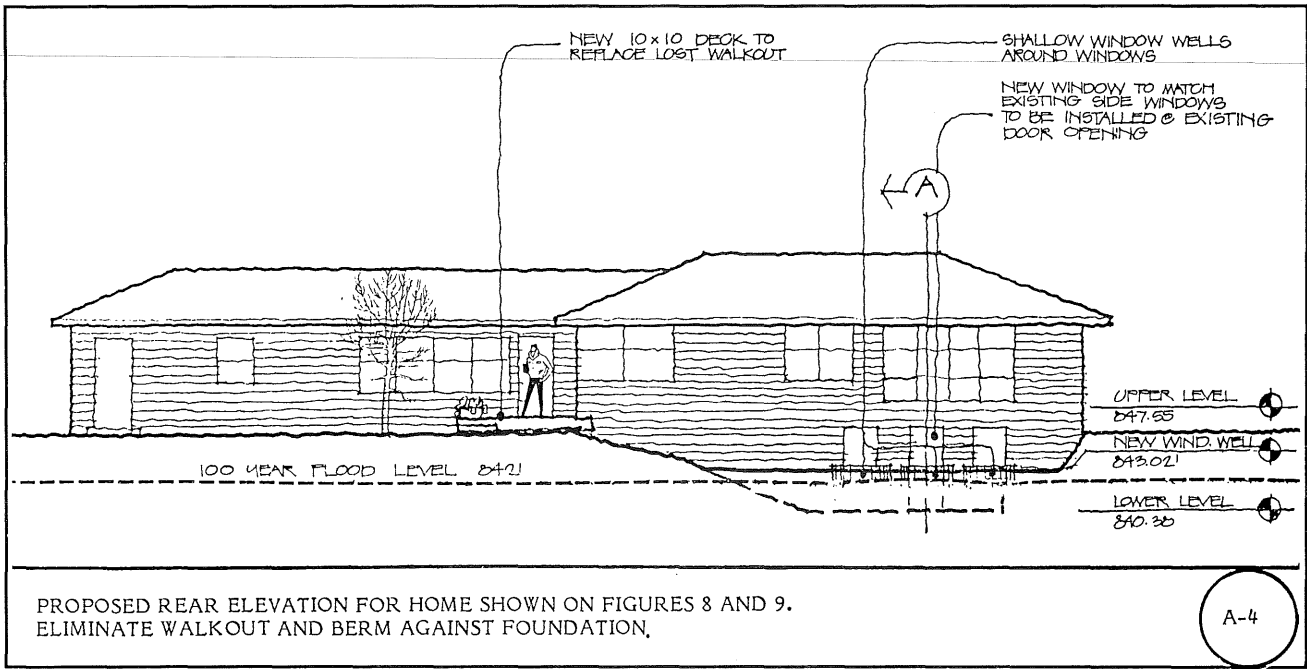 NEW 10x10 DECK TO
REPLACE LOST WALKOUT
SHALLOW WINDOW WELLS
AROUND WINDOWS
NEW WINDOW TO MATCH
EXISTING SIDE WINDOWS
TO BE INSTALLED @ EXISTING
DOOR OPENING
A
UPPER LEVEL
847.55
NEW WIND. WELL
843.02'
100 YEAR FLOOD LEVEL 842'
LOWER LEVEL
840.38
PROPOSED REAR ELEVATION FOR HOME SHOWN ON FIGURES 8 AND 9.
ELIMINATE WALKOUT AND BERM AGAINST FOUNDATION.
A-4